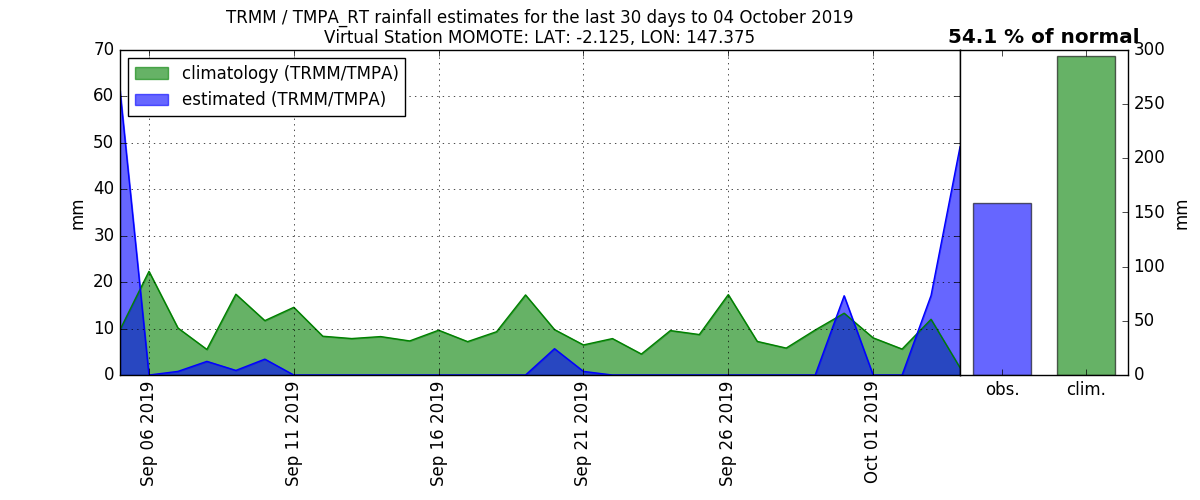 TRMM / TMPA_RT rainfall estimates for the last 30 days to 04 October 2019
Virtual Station MOMOTE: LAT: -2.125, LON: 147.375
54.1 % of normal
climatology (TRMM/TMPA)
estimated (TRMM/TMPA)
70
60
50
40
30
20
10
0
mm
Sep 06 2019
Sep 11 2019
Sep 16 2019
Sep 21 2019
Sep 26 2019
Oct 01 2019
obs.
clim.
300
250
200
150
100
50
0
mm